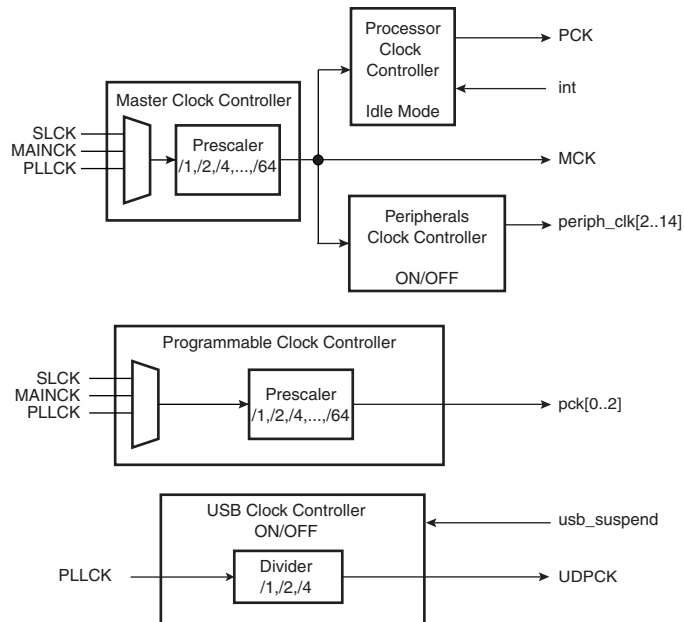 Processor
Clock
Controller
Idle Mode
PCK
int
Master Clock Controller
SLCK
MAINCK
PLLCK
Prescaler
/1,/2,/4,...,/64
MCK
Peripherals
Clock Controller
ON/OFF
periph_clk[2..14]
Programmable Clock Controller
SLCK
MAINCK
PLLCK
Prescaler
/1,/2,/4,...,/64
pck[0..2]
USB Clock Controller
ON/OFF
usb_suspend
PLLCK
Divider
/1,/2,/4
UDPCK